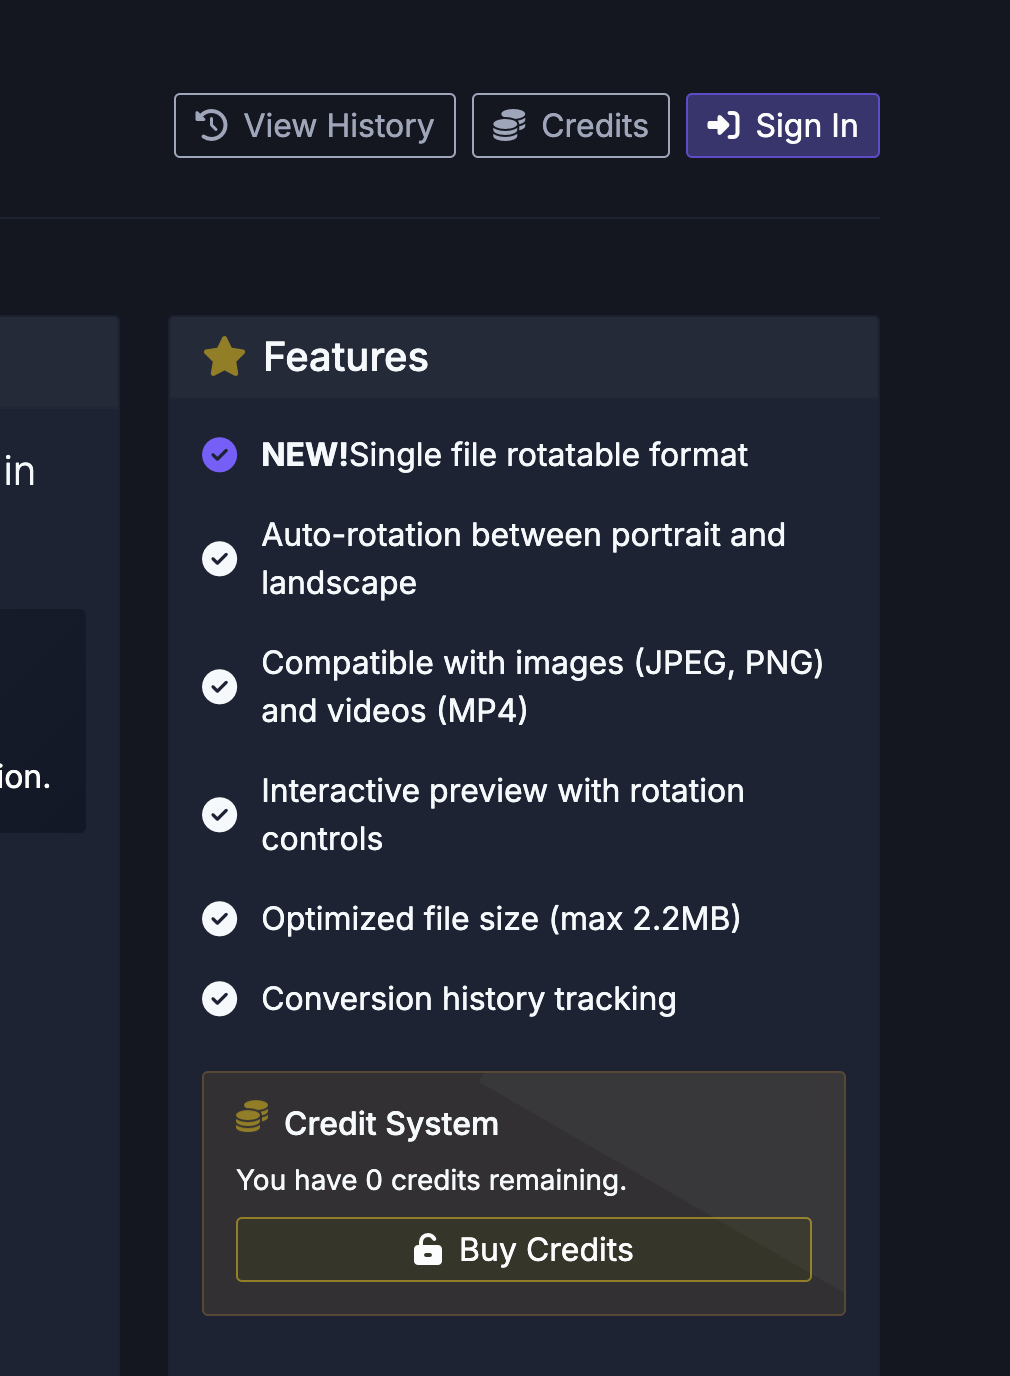 View History
Credits
Sign In
Features
in
NEW!Single file rotatable format
Auto-rotation between portrait and
landscape
Compatible with images (JPEG, PNG)
and videos (MP4)
ion.
Interactive preview with rotation
controls
Optimized file size (max 2.2MB)
Conversion history tracking
Credit System
You have 0 credits remaining.
Buy Credits